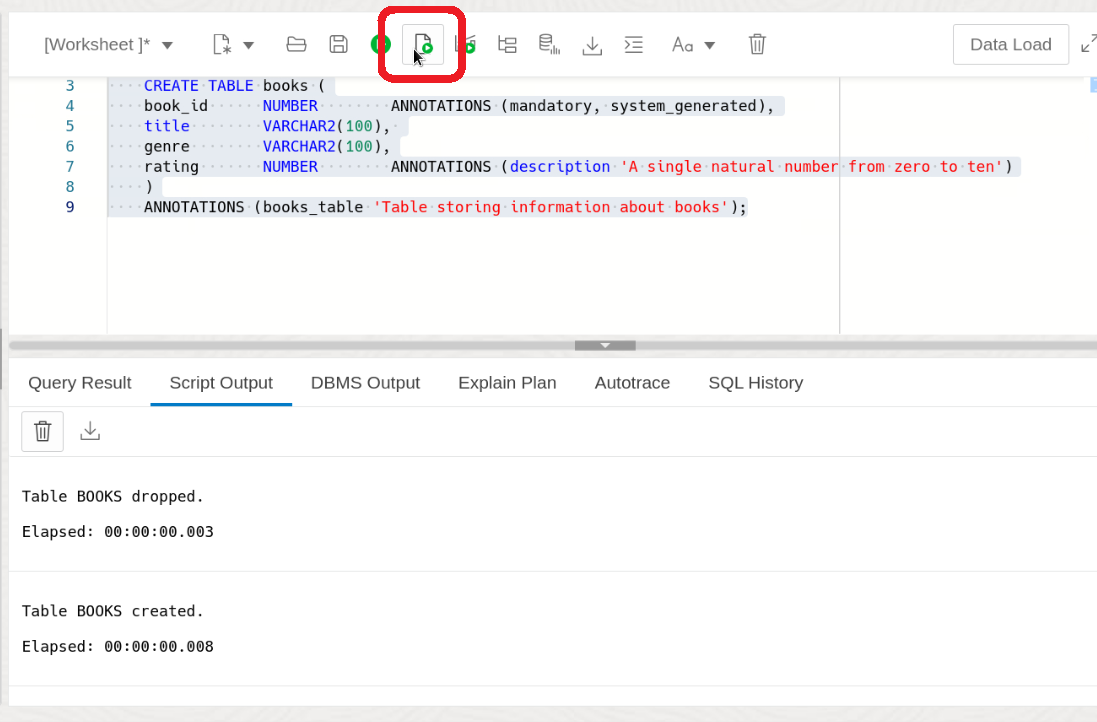 [Worksheet ]*
Aa
Data Load
3 CREATE TABLE books (
4 book_id NUMBER ANNOTATIONS (mandatory, system_generated),
5 title VARCHAR2(100),
6 genre VARCHAR2(100),
7 rating NUMBER ANNOTATIONS (description 'A single natural number from zero to ten')
8 )
9 ANNOTATIONS (books_table 'Table storing information about books');
Query Result Script Output DBMS Output Explain Plan Autotrace SQL History
Table BOOKS dropped.
Elapsed: 00:00:00.003
Table BOOKS created.
Elapsed: 00:00:00.008